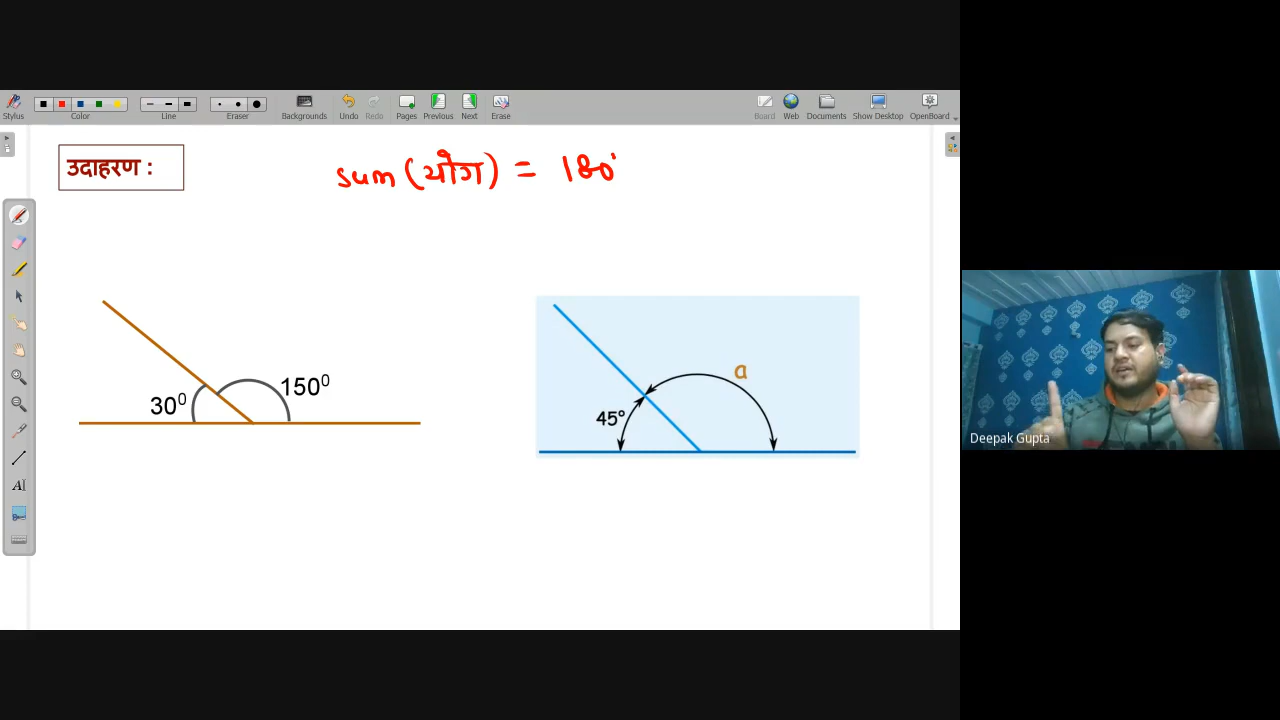 Stylus
Color
Line
Eraser
Backgrounds
Undo
Redo
Pages
Previous
Next
Erase
Board
Web
Documents
Show Desktop
OpenBoard
उदाहरण :
sum (योग) = 180°
30⁰
150⁰
45°
a
AI
Deepak Gupta